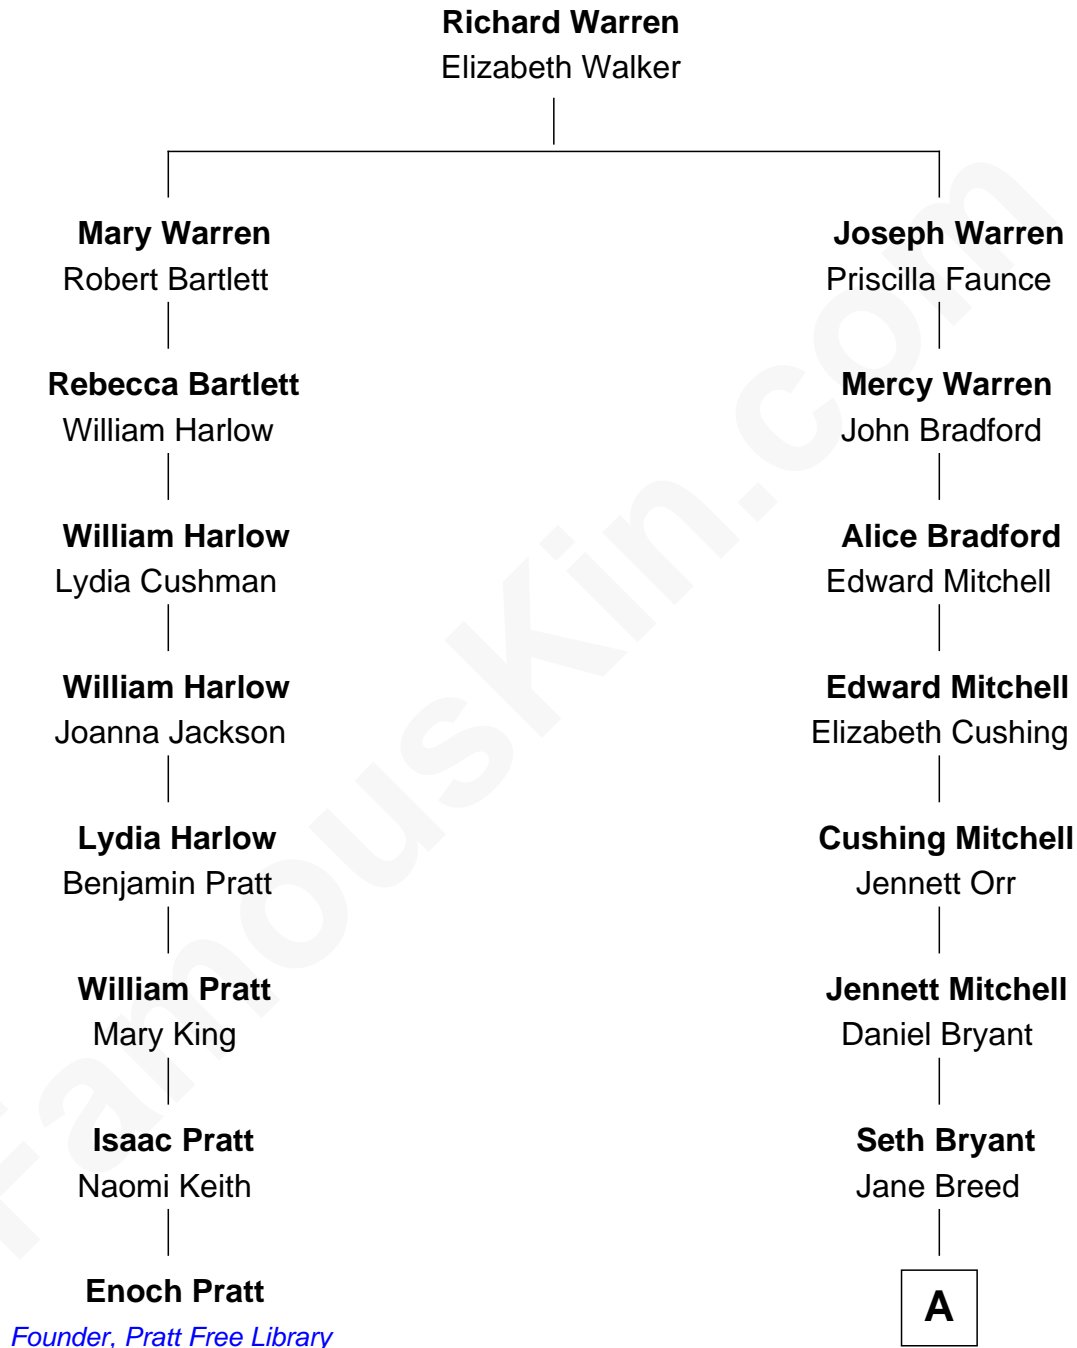 Richard Warren
Elizabeth Walker
Mary Warren
Robert Bartlett
Joseph Warren
Priscilla Faunce
Rebecca Bartlett
William Harlow
Mercy Warren
John Bradford
William Harlow
Lydia Cushman
Alice Bradford
Edward Mitchell
William Harlow
Joanna Jackson
Edward Mitchell
Elizabeth Cushing
Lydia Harlow
Benjamin Pratt
Cushing Mitchell
Jennett Orr
William Pratt
Mary King
Jennett Mitchell
Daniel Bryant
Isaac Pratt
Naomi Keith
Seth Bryant
Jane Breed
Enoch Pratt
Founder, Pratt Free Library
A
FamousKin.com